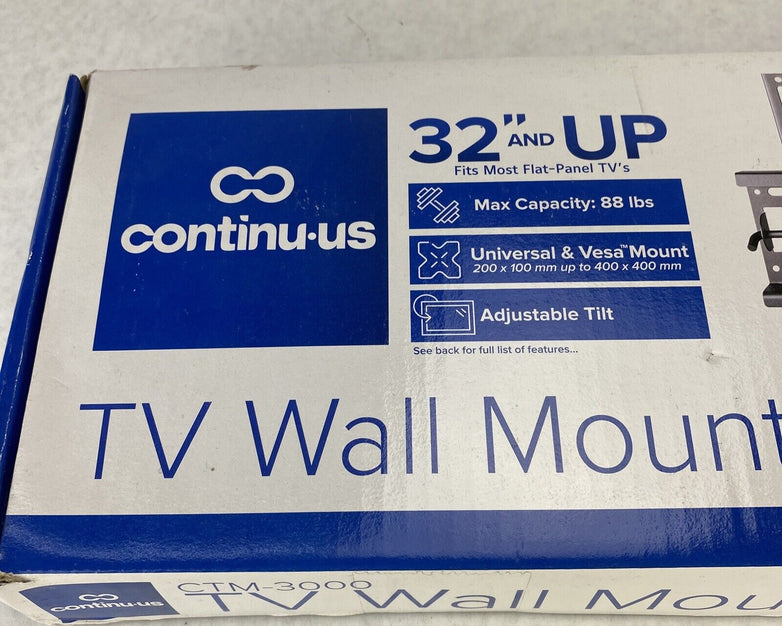 continu·us
32" AND UP
Fits Most Flat-Panel TV's
Max Capacity: 88 lbs
Universal & Vesa™ Mount
200 x 100 mm up to 400 x 400 mm
Adjustable Tilt
See back for full list of features...
TV Wall Mount
continu·us
CTM-3000
TV Wall Mou